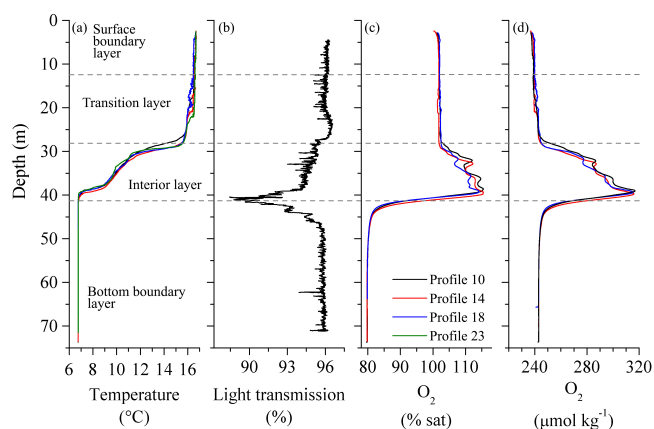 (a)
(b)
(c)
(d)
Depth (m)
0
10
20
30
40
50
60
70
Surface boundary
layer
Transition layer
Interior layer
Bottom boundary
layer
Profile 10
Profile 14
Profile 18
Profile 23
6 8 10 12 14 16
90 93 96
80 90 100 110
240 260 280 300 320
Temperature
(°C)
Light transmission
(%)
O2
(% sat)
O2
(μmol kg-1)